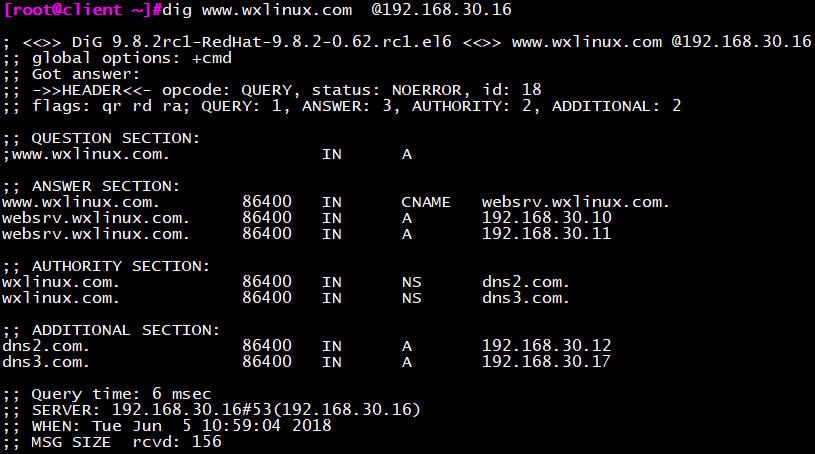 [root@client ~]#dig www.wxlinux.com  @192.168.30.16
; <<>> DiG 9.8.2rc1-RedHat-9.8.2-0.62.rc1.el6 <<>> www.wxlinux.com @192.168.30.16
;; global options: +cmd
;; Got answer:
;; ->>HEADER<<- opcode: QUERY, status: NOERROR, id: 18
;; flags: qr rd ra; QUERY: 1, ANSWER: 3, AUTHORITY: 2, ADDITIONAL: 2
;; QUESTION SECTION:
;www.wxlinux.com. IN A
;; ANSWER SECTION:
www.wxlinux.com. 86400 IN CNAME websrv.wxlinux.com.
websrv.wxlinux.com. 86400 IN A 192.168.30.10
websrv.wxlinux.com. 86400 IN A 192.168.30.11
;; AUTHORITY SECTION:
wxlinux.com. 86400 IN NS dns2.com.
wxlinux.com. 86400 IN NS dns3.com.
;; ADDITIONAL SECTION:
dns2.com. 86400 IN A 192.168.30.12
dns3.com. 86400 IN A 192.168.30.17
;; Query time: 6 msec
;; SERVER: 192.168.30.16#53(192.168.30.16)
;; WHEN: Tue Jun  5 10:59:04 2018
;; MSG SIZE  rcvd: 156